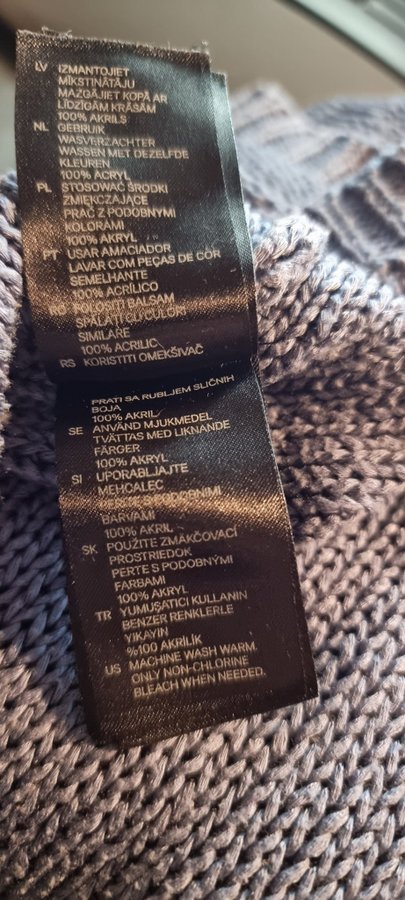 LV IZMANTOJIET
MĪKSTINĀTĀJU
MAZGĀJIET KOPĀ AR
LĪDZĪGĀM KRĀSĀM
100% AKRILS
NL GEBRUIK
WASVERZACHTER
WASSEN MET DEZELFDE
KLEUREN
100% ACRYL
PL STOSOWAĆ ŚRODKI
ZMIĘKCZAJĄCE
PRAĆ Z PODOBNYMI
KOLORAMI
100% AKRYL
PT USAR AMACIADOR
LAVAR COM PEÇAS DE COR
SEMELHANTE
100% ACRÍLICO
RO FOLOSIȚI BALSAM
SPĂLAȚI CU CULORI
SIMILARE
100% ACRILIC
RS KORISTITI OMEKŠIVAČ
PRATI SA RUBLJEM SLIČNIH
BOJA
100% AKRIL
SE ANVÄND MJUKMEDEL
TVÄTTAS MED LIKNANDE
FÄRGER
100% AKRYL
SI UPORABLJAJTE
MEHČALEC
PERITE S PODOBNIMI
BARVAMI
100% AKRIL
SK POUŽITE ZMÄKČOVACÍ
PROSTRIEDOK
PERTE S PODOBNÝMI
FARBAMI
100% AKRYL
TR YUMUŞATICI KULLANIN
BENZER RENKLERLE
YIKAYIN
%100 AKRİLİK
US MACHINE WASH WARM.
ONLY NON-CHLORINE
BLEACH WHEN NEEDED.